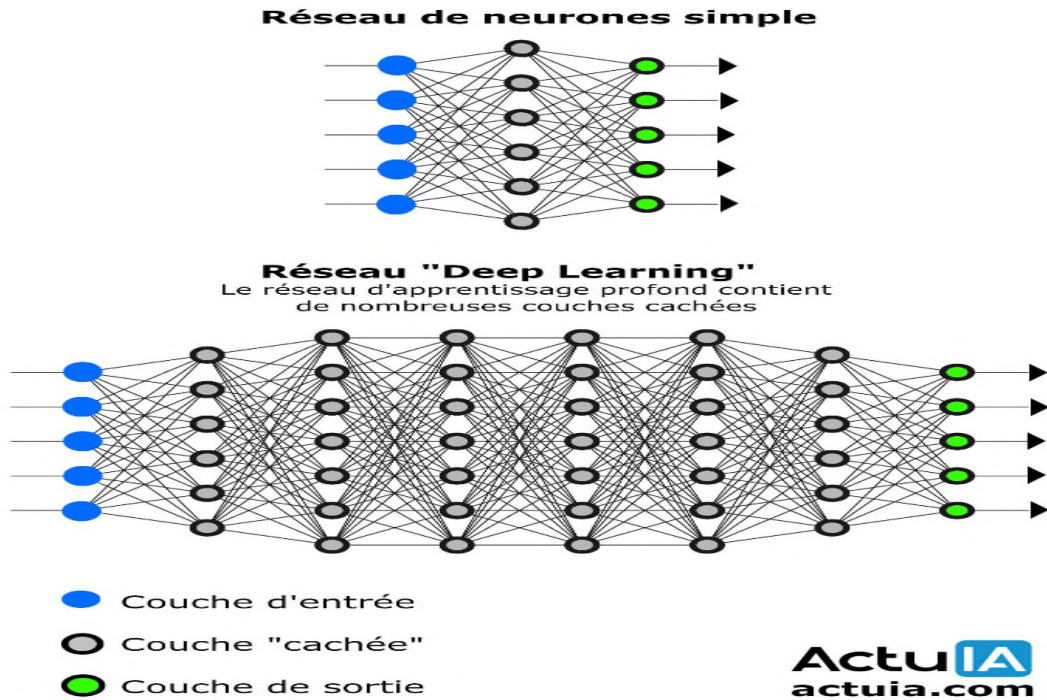 Réseau de neurones simple
Réseau "Deep Learning"
Le réseau d'apprentissage profond contient
de nombreuses couches cachées
Couche d'entrée
Couche "cachée"
Couche de sortie
ActuIA
actuia.com